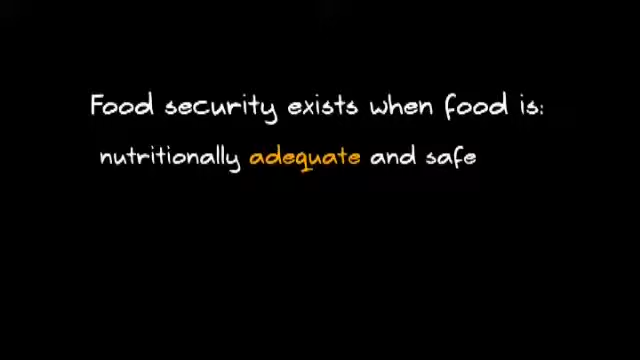 Food security exists when food is:
nutritionally adequate and safe